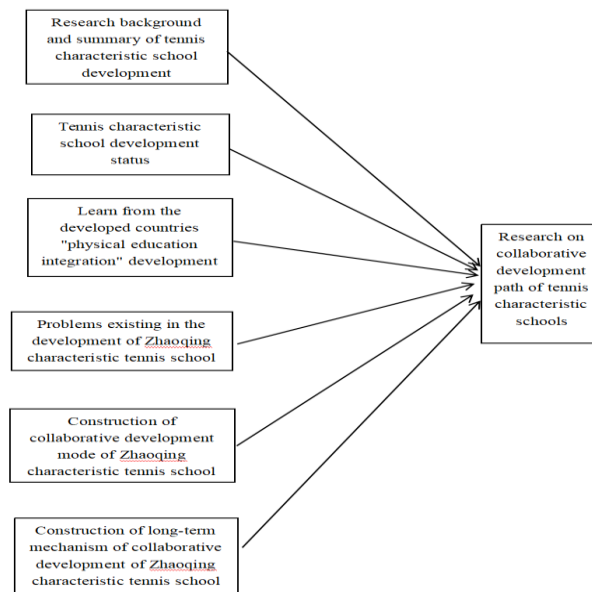 Research background
and summary of tennis
characteristic school
development
Tennis characteristic
school development
status
Learn from the
developed countries
"physical education
integration" development
Problems existing in the
development of Zhaoqing
characteristic tennis school
Construction of
collaborative development
mode of Zhaoqing
characteristic tennis school
Construction of long-term
mechanism of collaborative
development of Zhaoqing
characteristic tennis school
Research on
collaborative
development
path of tennis
characteristic
schools